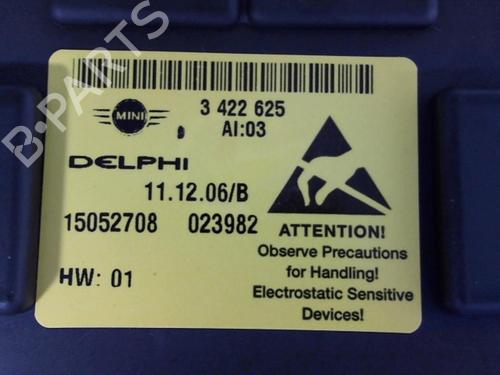 B-PARTS
MINI
3 422 625
AI:03
DELPHI
11.12.06/B
15052708 023982
HW: 01
ATTENTION!
Observe Precautions
for Handling!
Electrostatic Sensitive
Devices!